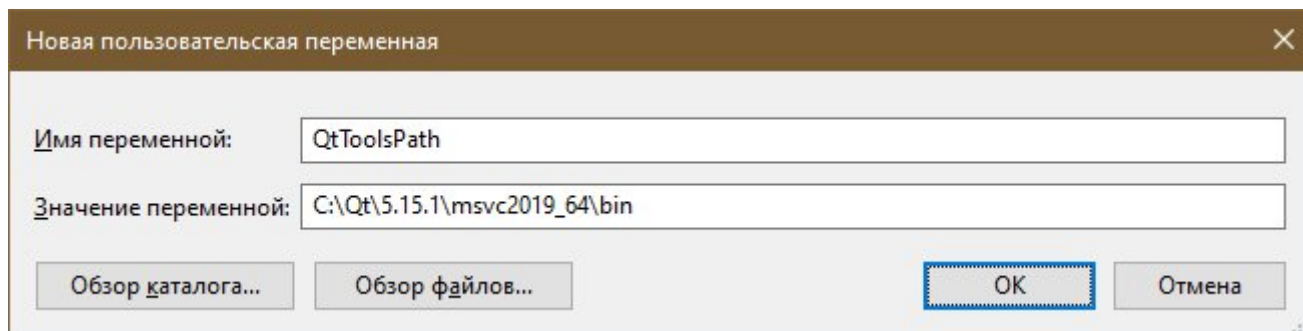 Новая пользовательская переменная
Имя переменной: QtToolsPath
Значение переменной: C:\Qt\5.15.1\msvc2019_64\bin
Обзор каталога... Обзор файлов... OK Отмена